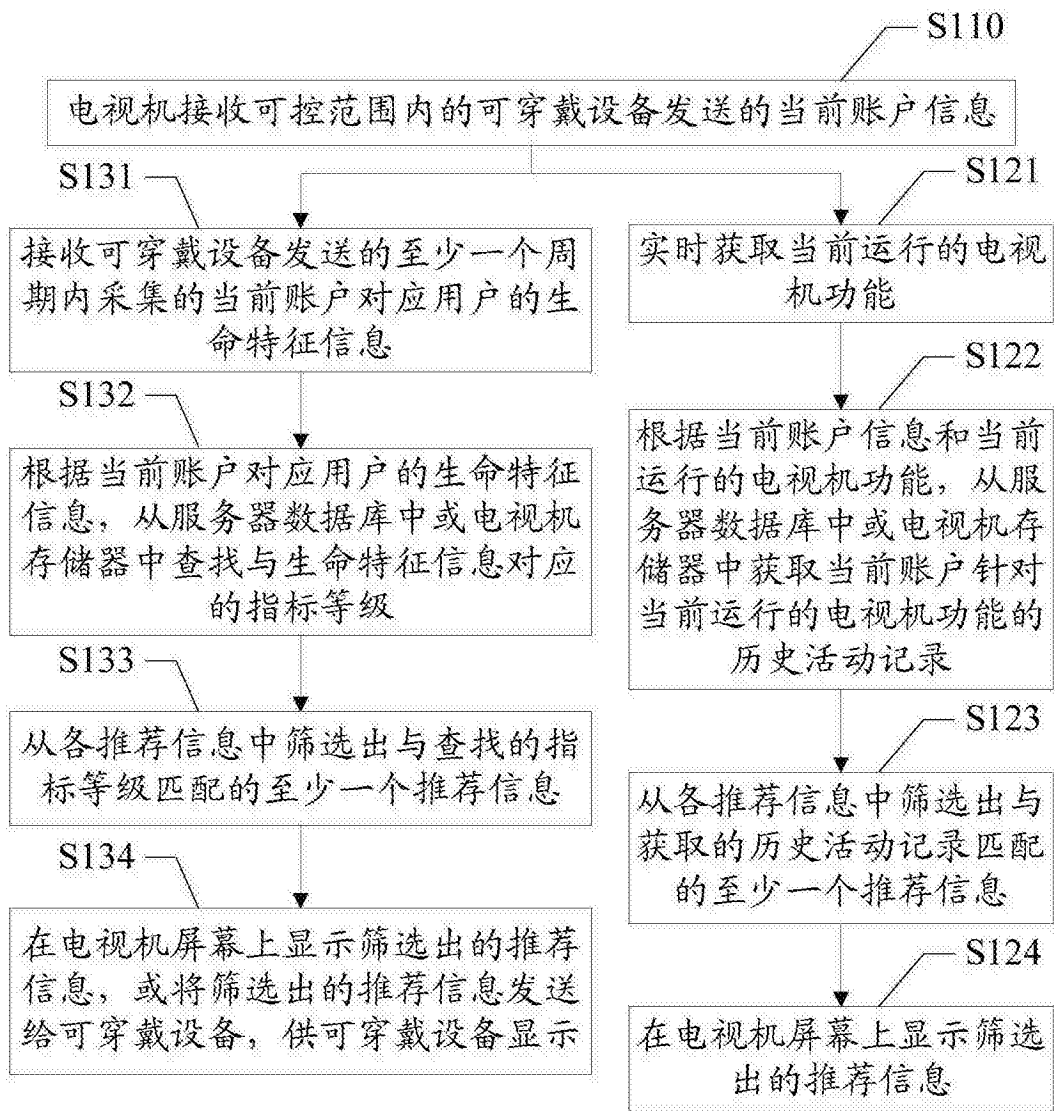 S110
电视机接收可控范围内的可穿戴设备发送的当前账户信息
S131
接收可穿戴设备发送的至少一个周
期内采集的当前账户对应用户的生
命特征信息
S132
根据当前账户对应用户的生命特征
信息，从服务器数据库中或电视机
存储器中查找与生命特征信息对应
的指标等级
S133
从各推荐信息中筛选出与查找的指
标等级匹配的至少一个推荐信息
S134
在电视机屏幕上显示筛选出的推荐
信息，或将筛选出的推荐信息发送
给可穿戴设备，供可穿戴设备显示
S121
实时获取当前运行的电视
机功能
S122
根据当前账户信息和当前
运行的电视机功能，从服
务器数据库中或电视机存
储器中获取当前账户针对
当前运行的电视机功能的
历史活动记录
S123
从各推荐信息中筛选出与
获取的历史活动记录匹配
的至少一个推荐信息
S124
在电视机屏幕上显示筛选
出的推荐信息